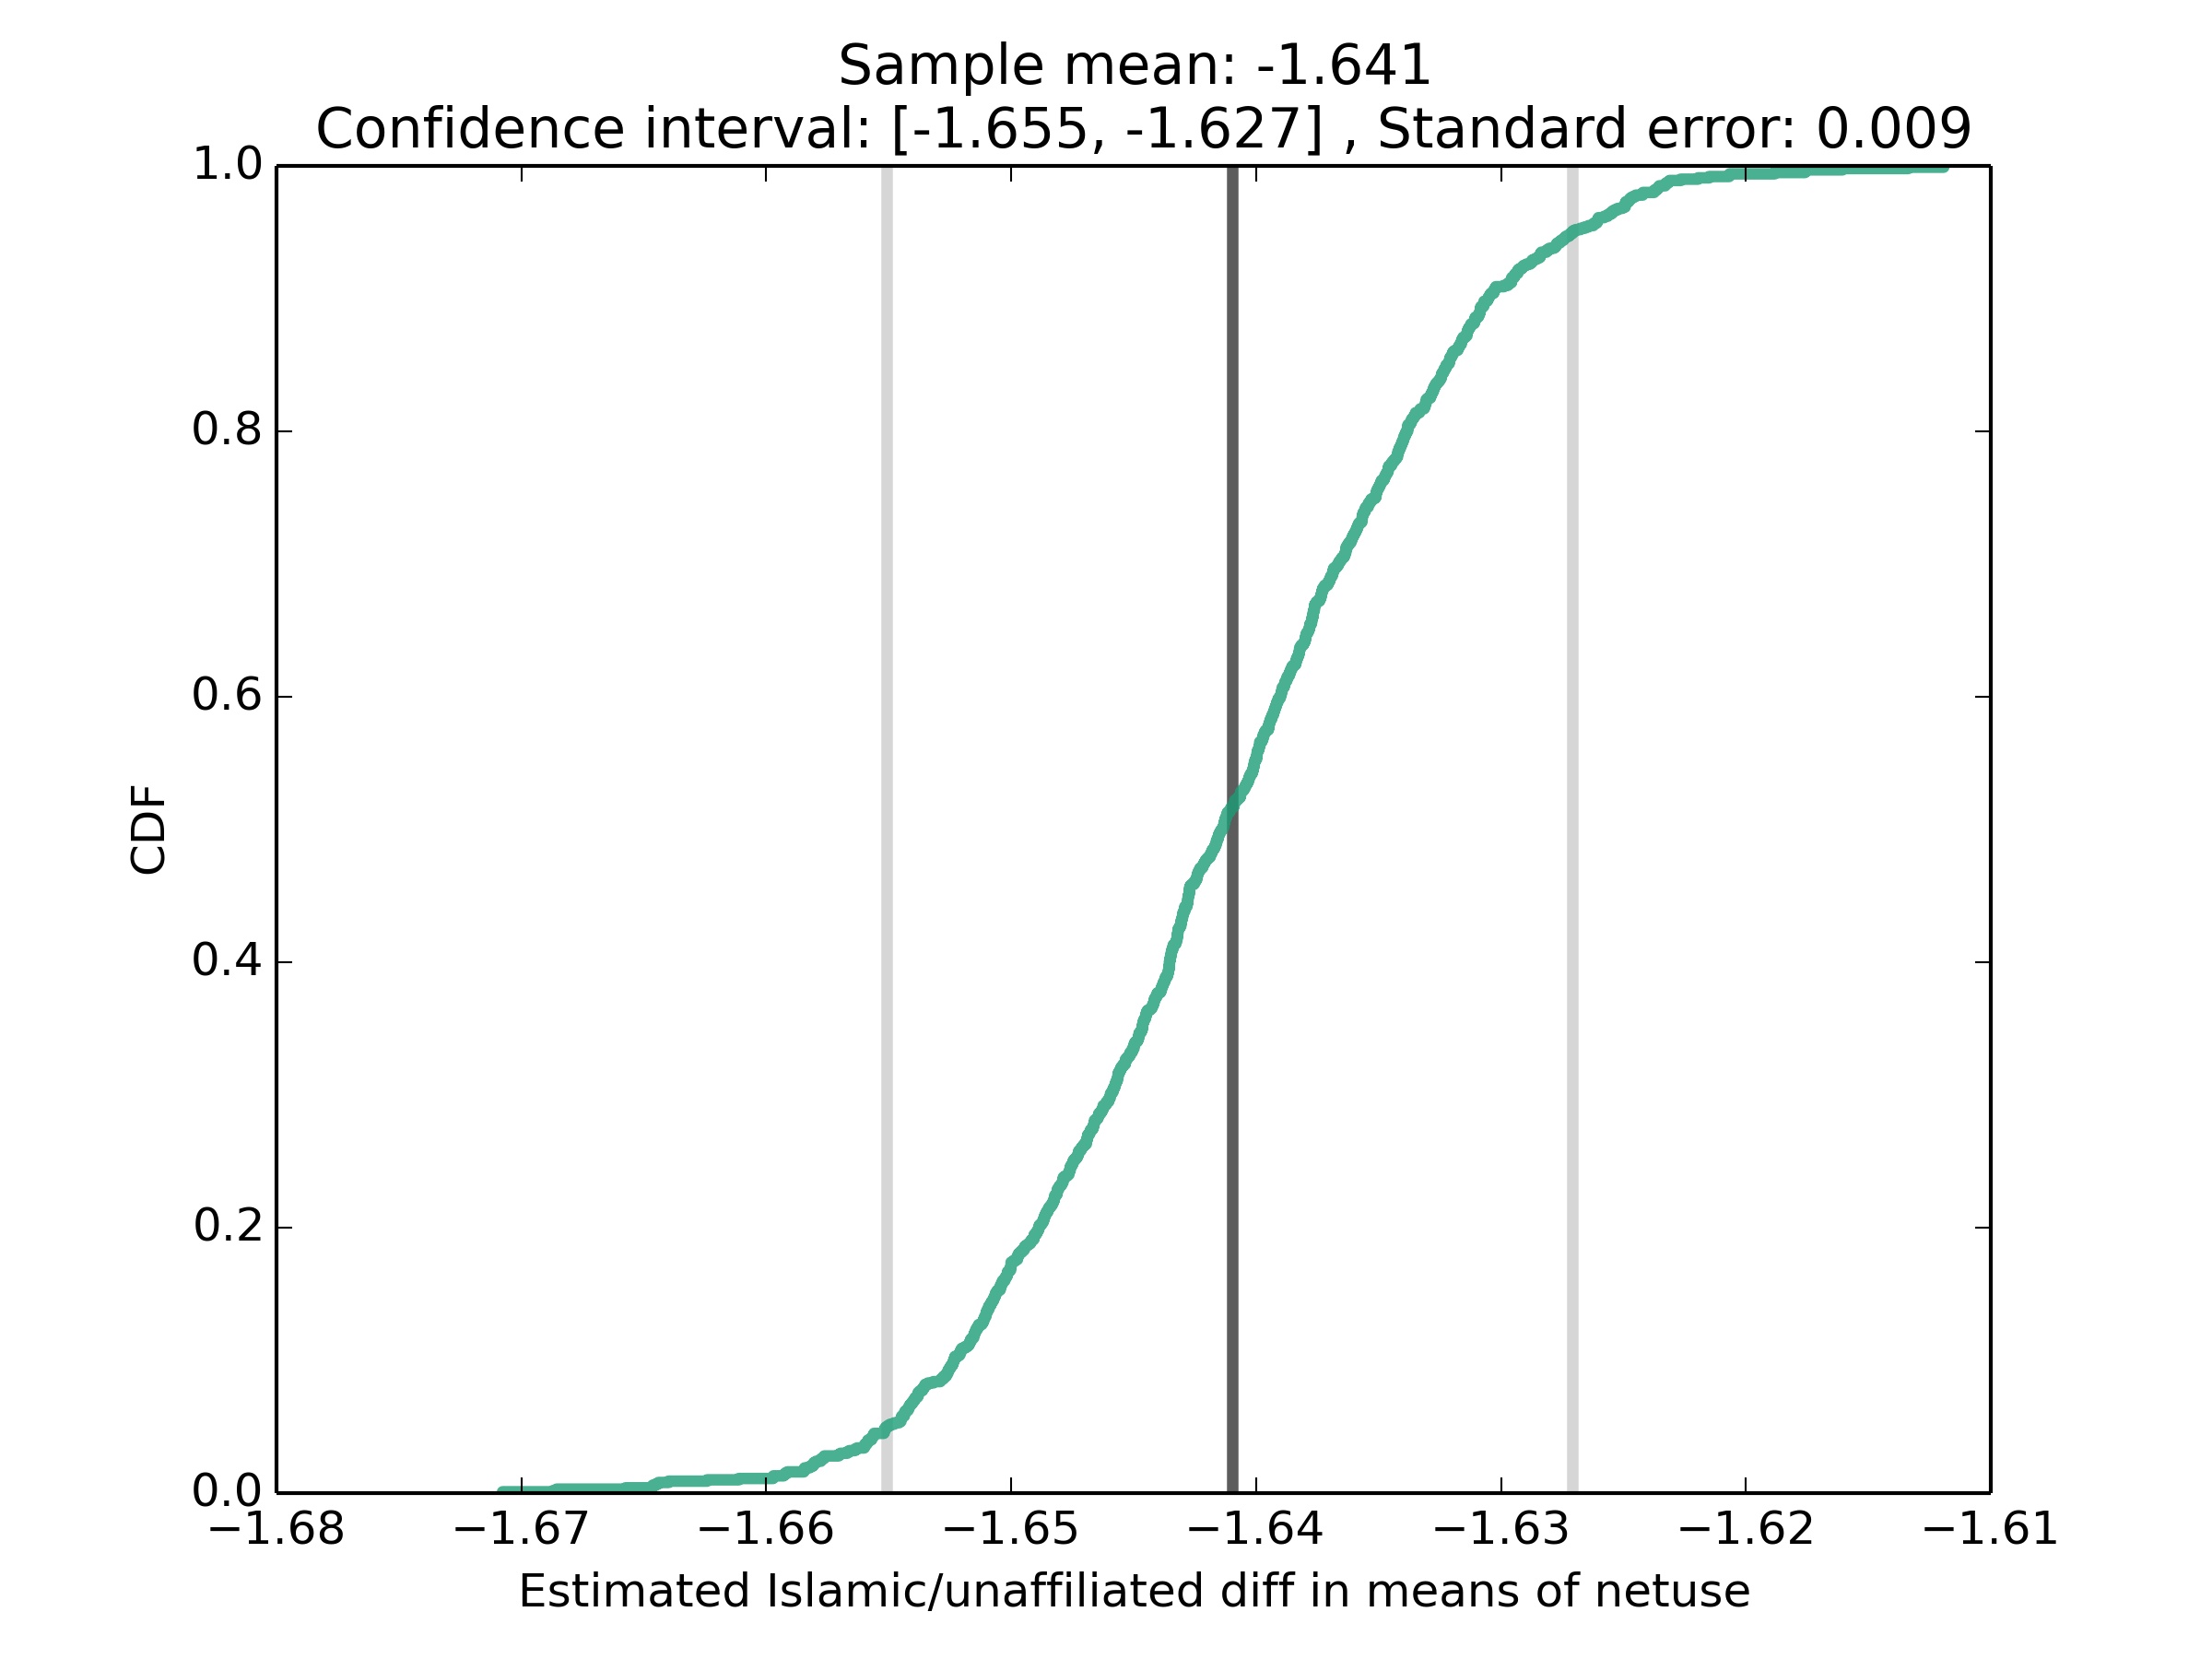 Sample mean: -1.641
Confidence interval: [-1.655, -1.627] , Standard error: 0.009
1.0
0.8
0.6
0.4
0.2
0.0
CDF
−1.68 −1.67 −1.66 −1.65 −1.64 −1.63 −1.62 −1.61
Estimated Islamic/unaffiliated diff in means of netuse